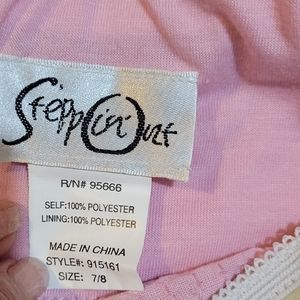 Steppin Out
R/N# 95666
SELF:100% POLYESTER
LINING:100% POLYESTER
MADE IN CHINA
STYLE#: 915161
SIZE: 7/8